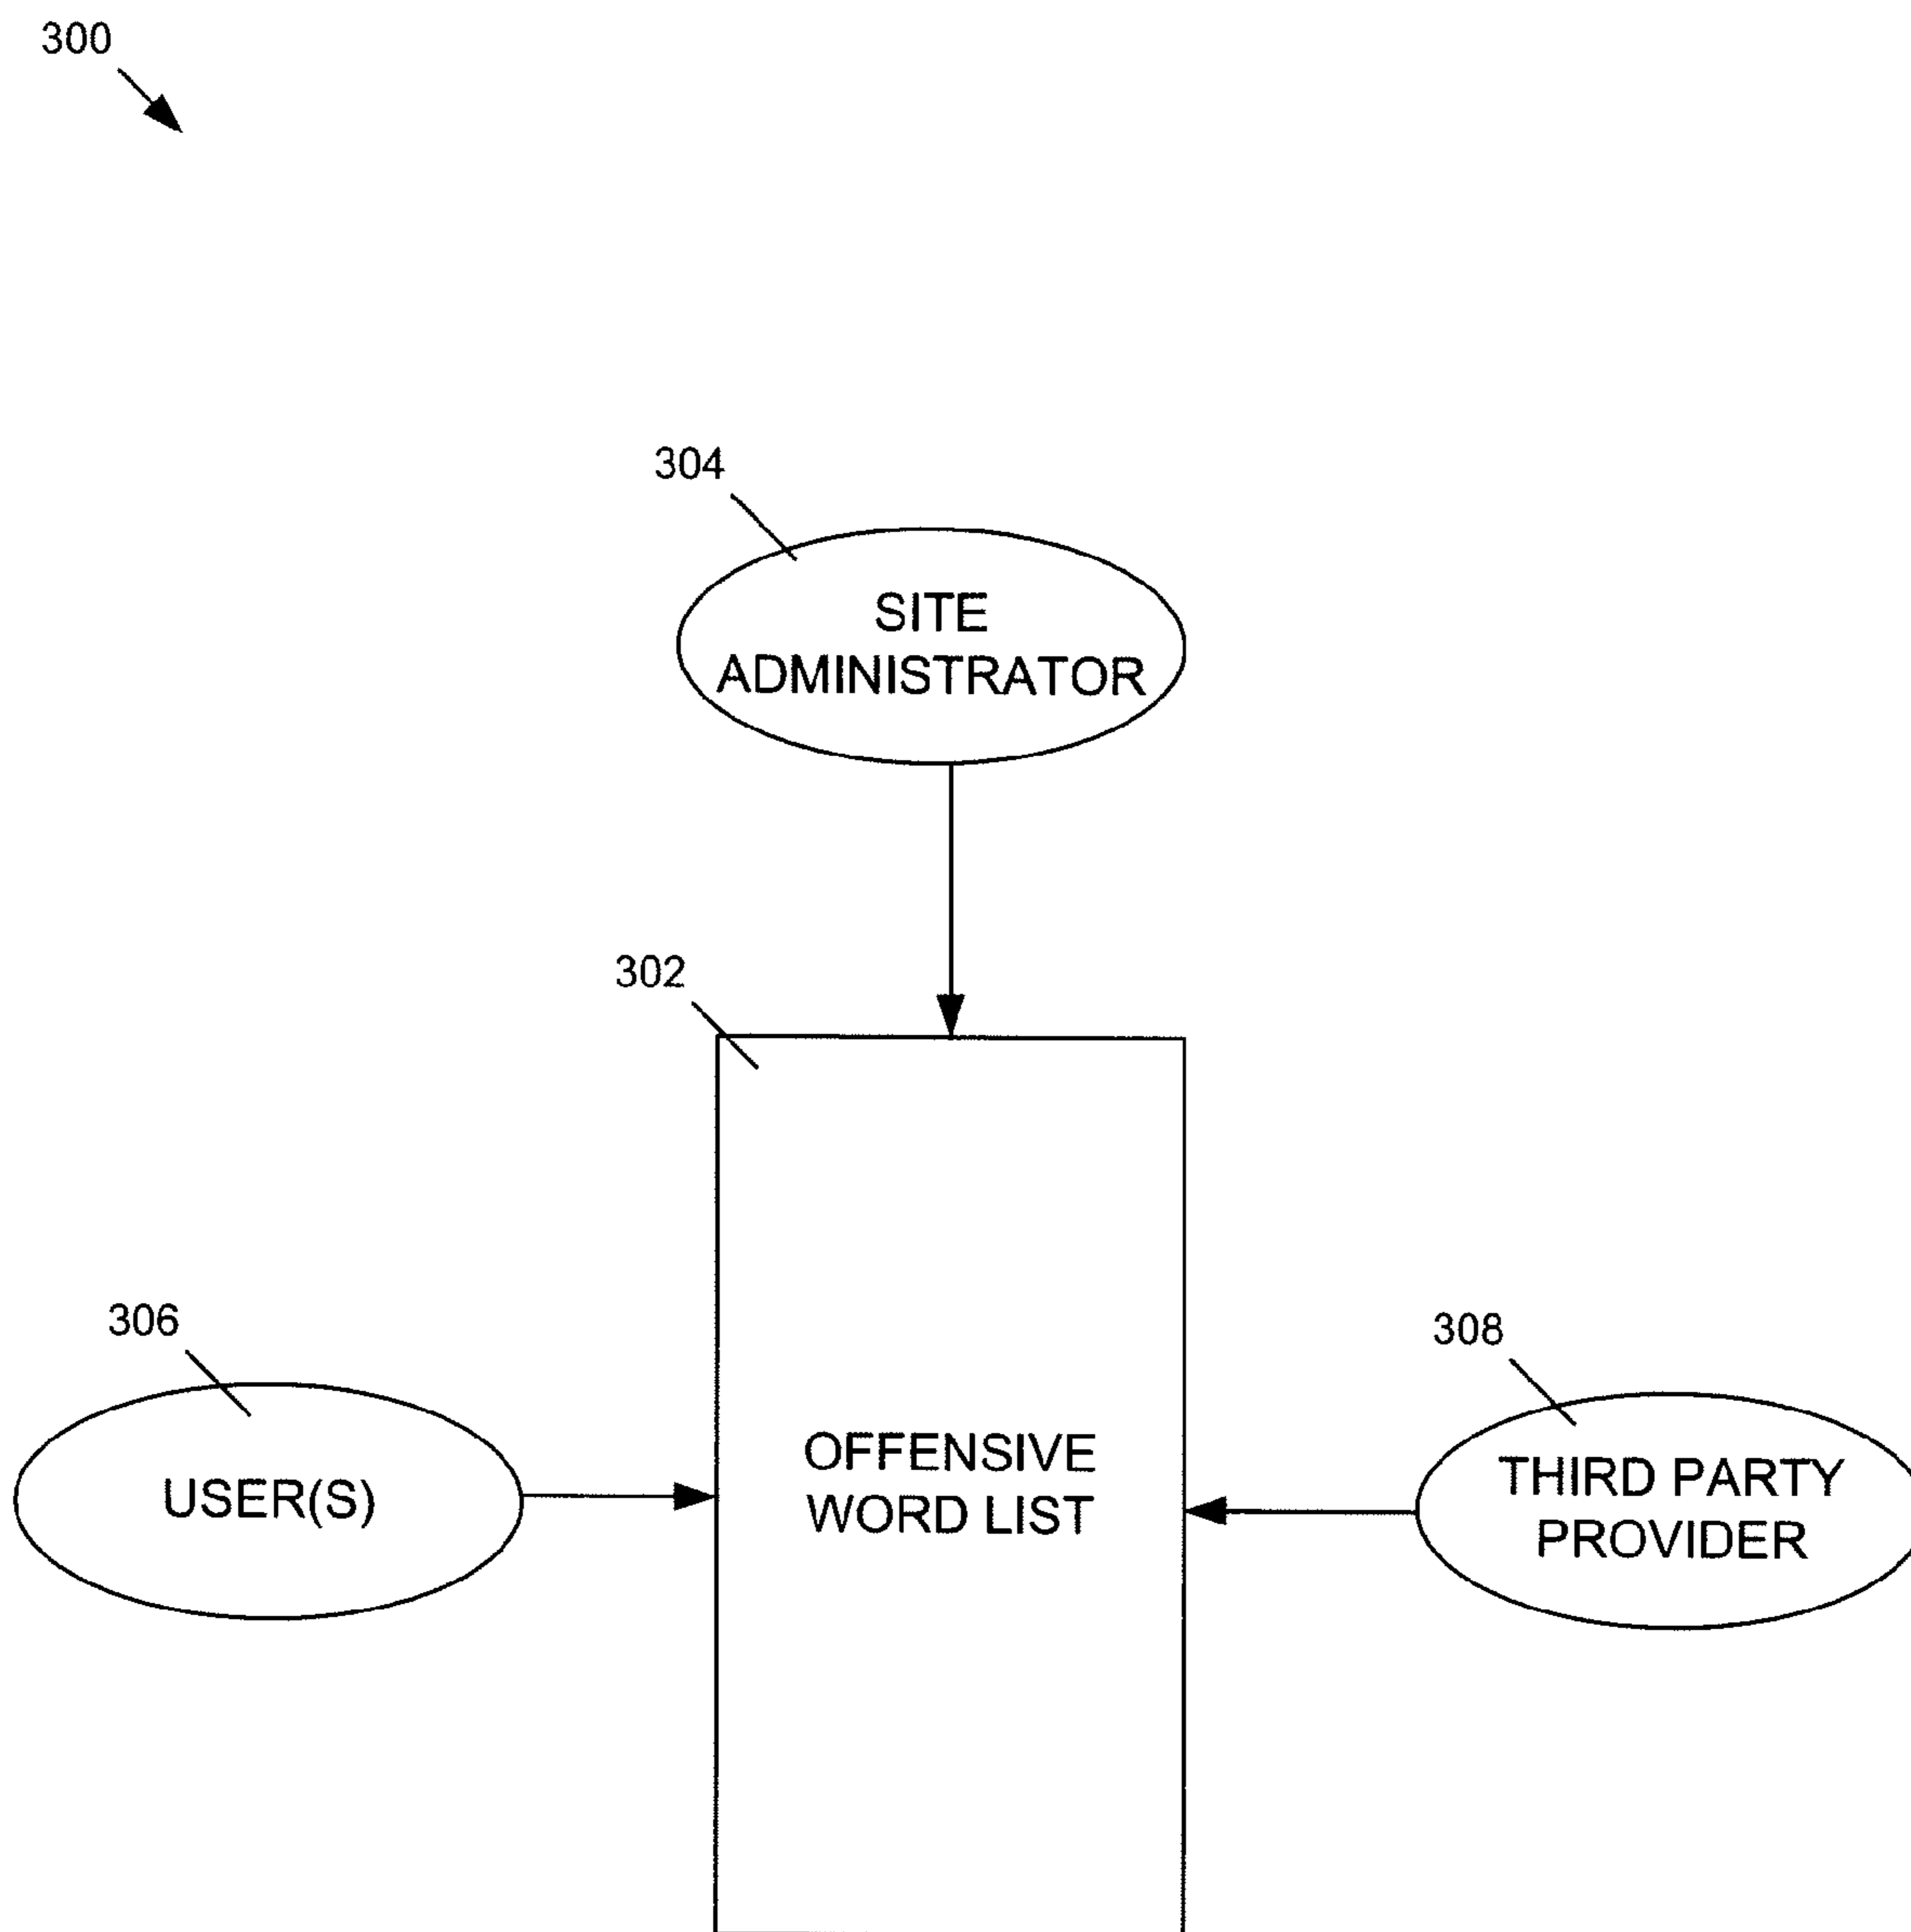 300
304
SITE
ADMINISTRATOR
302
306
308
USER(S)
OFFENSIVE
WORD LIST
THIRD PARTY
PROVIDER